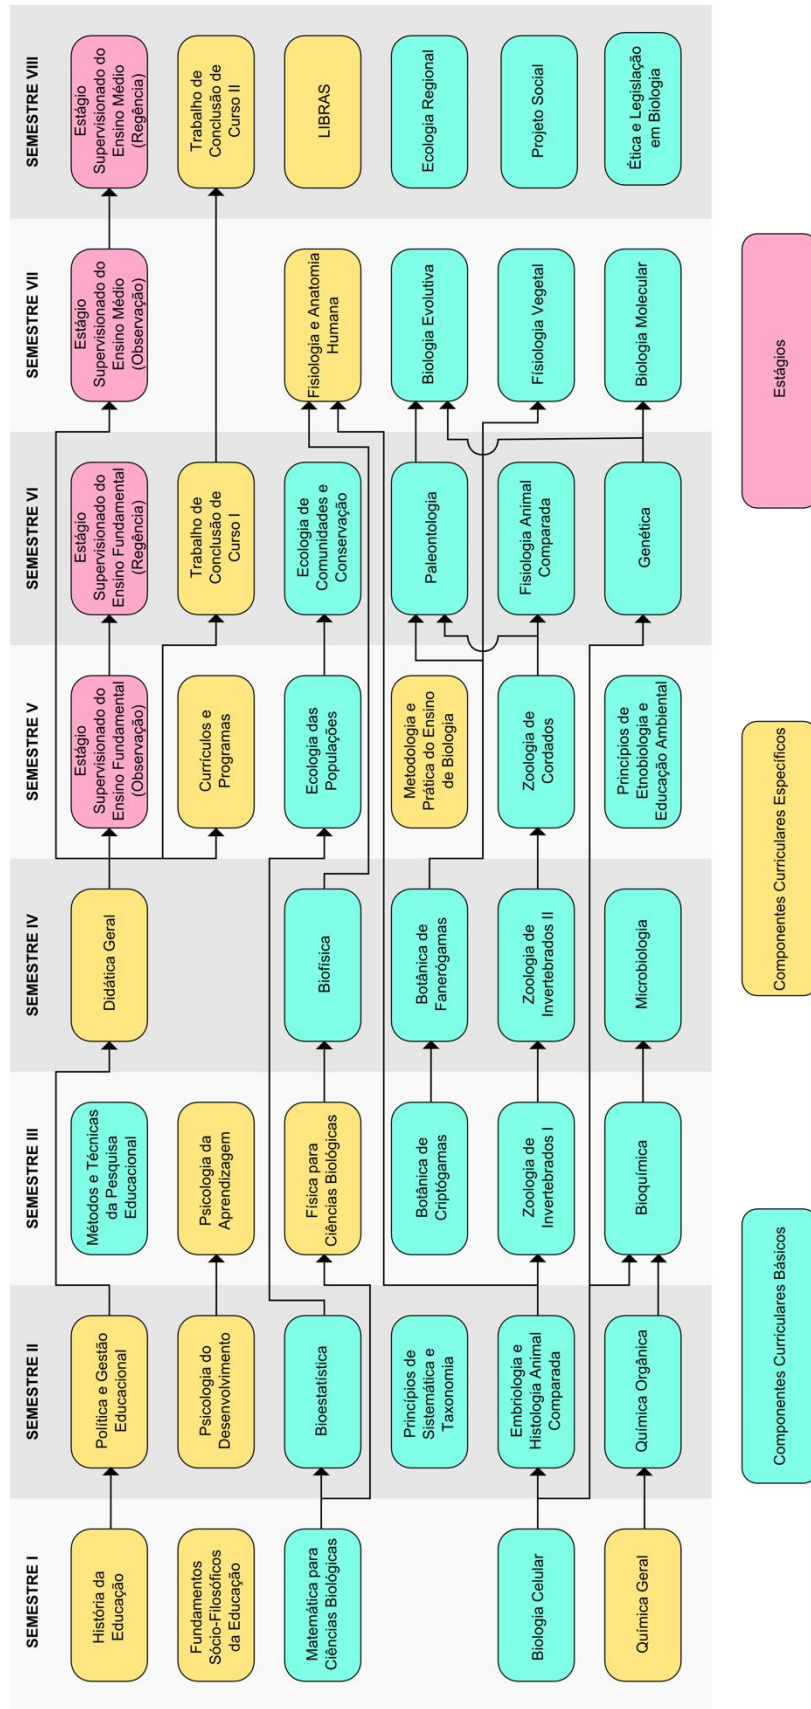 SEMESTRE I
História da
Educação
Fundamentos
Sócio-Filosóficos
da Educação
Matemática para
Ciências Biológicas
Biologia Celular
Química Geral
SEMESTRE II
Política e Gestão
Educacional
Psicologia do
Desenvolvimento
Bioestatística
Princípios de
Sistemática e
Taxonomia
Embriologia e
Histologia Animal
Comparada
Química Orgânica
SEMESTRE III
Métodos e Técnicas
da Pesquisa
Educacional
Psicologia da
Aprendizagem
Física para
Ciências Biológicas
Botânica de
Criptógamas
Zoologia de
Invertebrados I
Bioquímica
SEMESTRE IV
Didática Geral
Biofísica
Botânica de
Fanerógamas
Zoologia de
Invertebrados II
Microbiologia
SEMESTRE V
Estágio
Supervisionado do
Ensino Fundamental
(Observação)
Currículos e
Programas
Ecologia das
Populações
Metodologia e
Prática do Ensino
de Biologia
Zoologia de
Cordados
Princípios de
Etnobiologia e
Educação Ambiental
SEMESTRE VI
Estágio
Supervisionado do
Ensino Fundamental
(Regência)
Trabalho de
Conclusão de
Curso I
Ecologia de
Comunidades e
Conservação
Paleontologia
Fisiologia Animal
Comparada
Genética
SEMESTRE VII
Estágio
Supervisionado do
Ensino Médio
(Observação)
Fisiologia e Anatomia
Humana
Biologia Evolutiva
Fisiologia Vegetal
Biologia Molecular
SEMESTRE VIII
Estágio
Supervisionado do
Ensino Médio
(Regência)
Trabalho de
Conclusão de
Curso II
LIBRAS
Ecologia Regional
Projeto Social
Ética e Legislação
em Biologia
Componentes Curriculares Básicos
Componentes Curriculares Específicos
Estágios